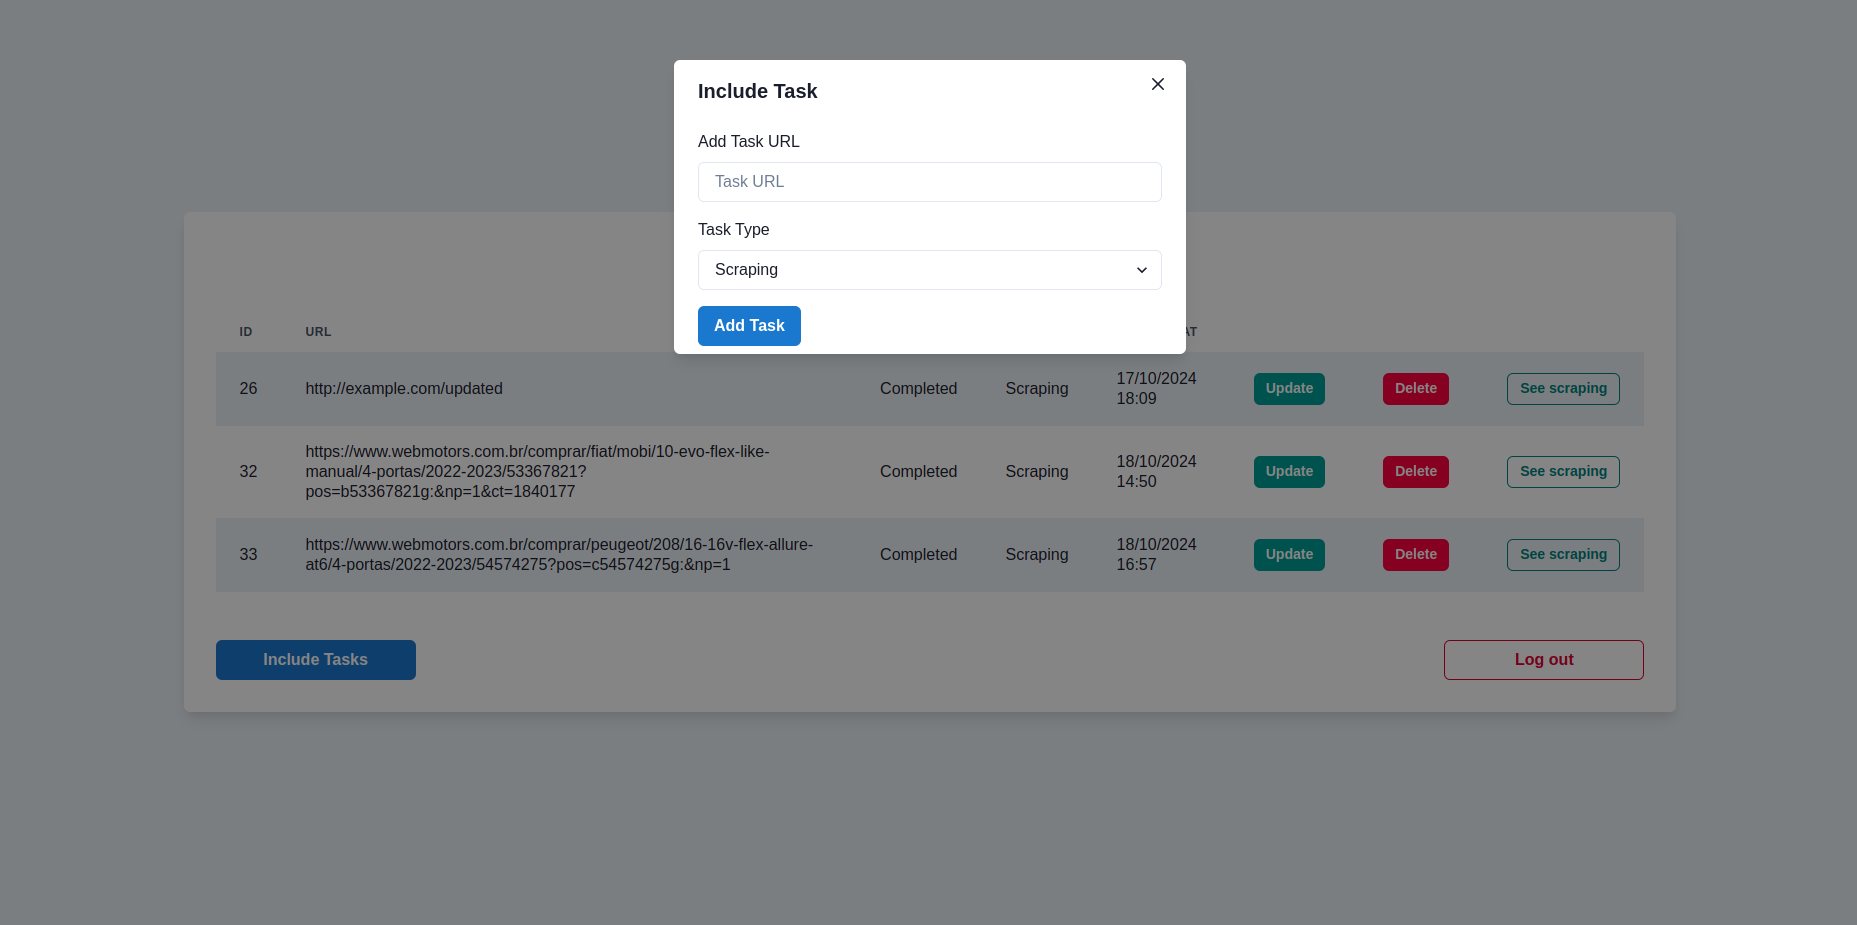 Include Task
Add Task URL
Task URL
Task Type
Scraping
Add Task
ID URL AT
26 http://example.com/updated Completed Scraping 17/10/2024 18:09 Update Delete See scraping
32 https://www.webmotors.com.br/comprar/fiat/mobi/10-evo-flex-like-
manual/4-portas/2022-2023/53367821?
pos=b53367821g:&np=1&ct=1840177 Completed Scraping 18/10/2024 14:50 Update Delete See scraping
33 https://www.webmotors.com.br/comprar/peugeot/208/16-16v-flex-allure-
at6/4-portas/2022-2023/54574275?pos=c54574275g:&np=1 Completed Scraping 18/10/2024 16:57 Update Delete See scraping
Include Tasks Log out